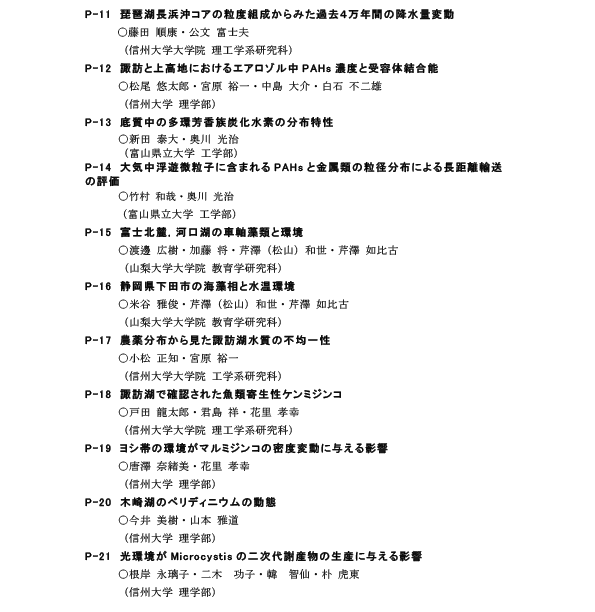 P-11 琵琶湖長浜沖コアの粒度組成からみた過去４万年間の降水量変動
○藤田 順康・公文 富士夫
（信州大学大学院 理工学系研究科）
P-12 諏訪と上高地におけるエアロゾル中 PAHs 濃度と受容体結合能
○松尾 悠太郎・宮原 裕一・中島 大介・白石 不二雄
（信州大学 理学部）
P-13 底質中の多環芳香族炭化水素の分布特性
○新田 泰大・奥川 光治
（富山県立大学 工学部）
P-14 大気中浮遊微粒子に含まれる PAHs と金属類の粒径分布による長距離輸送
の評価
○竹村 和哉・奥川 光治
（富山県立大学 工学部）
P-15 富士北麓，河口湖の車軸藻類と環境
○渡邊 広樹・加藤 将・芹澤（松山）和世・芹澤 如比古
（山梨大学大学院 教育学研究科）
P-16 静岡県下田市の海藻相と水温環境
○米谷 雅俊・芹澤（松山）和世・芹澤 如比古
（山梨大学大学院 教育学研究科）
P-17 農薬分布から見た諏訪湖水質の不均一性
○小松 正知・宮原 裕一
（信州大学大学院 工学系研究科）
P-18 諏訪湖で確認された魚類寄生性ケンミジンコ
○戸田 龍太郎・君島 祥・花里 孝幸
（信州大学大学院 理工学系研究科）
P-19 ヨシ帯の環境がマルミジンコの密度変動に与える影響
○唐澤 奈緒美・花里 孝幸
（信州大学 理学部）
P-20 木崎湖のペリディニウムの動態
○今井 美樹・山本 雅道
（信州大学 理学部）
P-21 光環境が Microcystis の二次代謝産物の生産に与える影響
○根岸 永璃子・二木　功子・韓　智仙・朴 虎東
（信州大学 理学部）